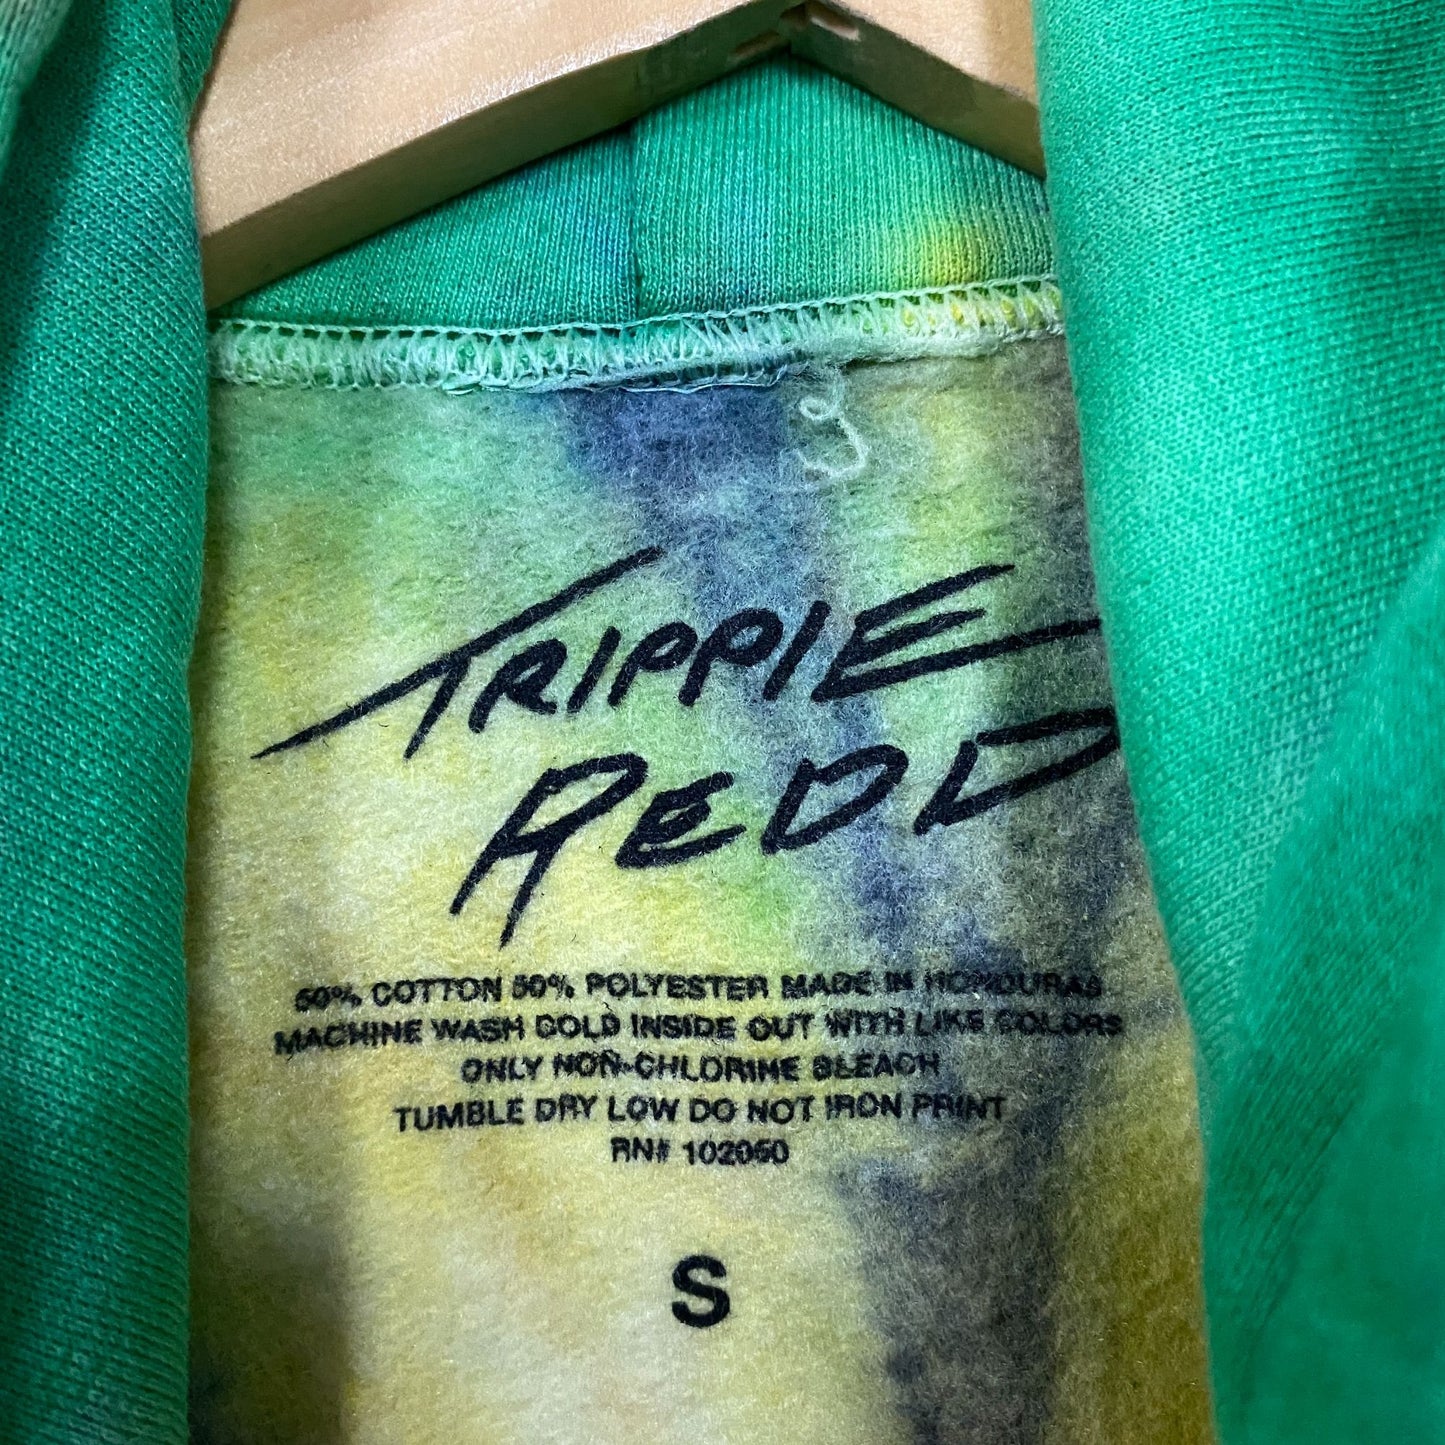 TRIPPIE
REDD
50% COTTON 50% POLYESTER MADE IN HONDURAS
MACHINE WASH COLD INSIDE OUT WITH LIKE COLORS
ONLY NON-CHLORINE BLEACH
TUMBLE DRY LOW DO NOT IRON PRINT
RN# 102060
S